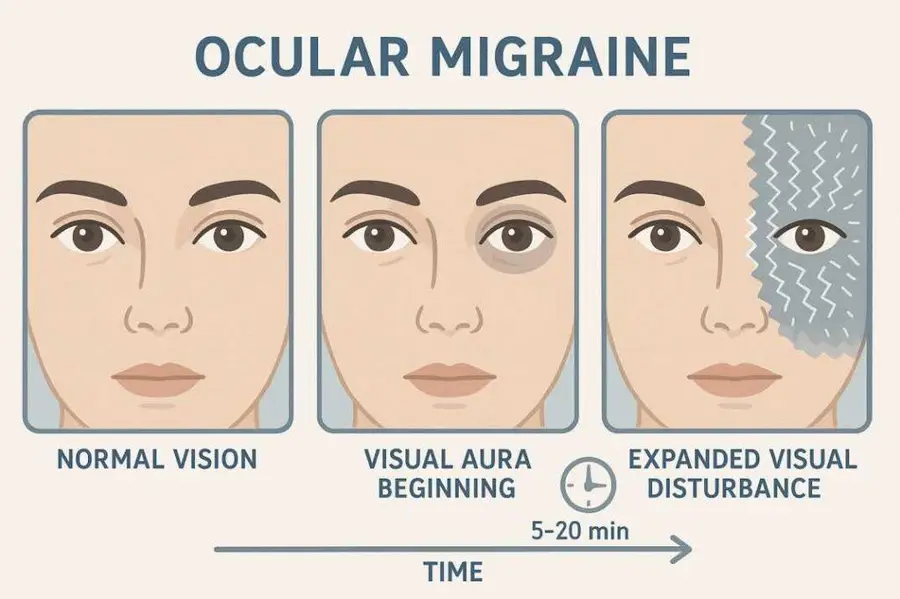 OCULAR MIGRAINE
NORMAL VISION
VISUAL AURA
BEGINNING
EXPANDED VISUAL
DISTURBANCE
5–20 min
TIME